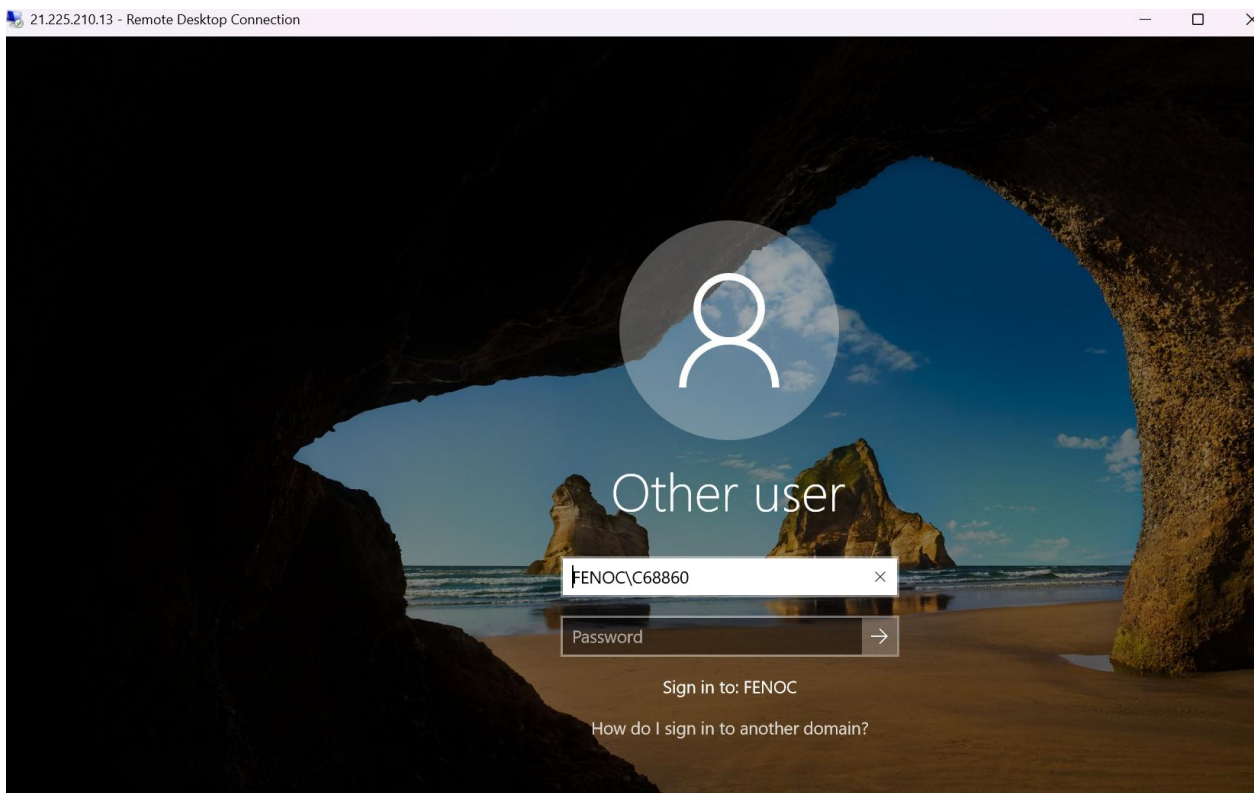 21.225.210.13 - Remote Desktop Connection
Other user
FENOC\C68860
Password
Sign in to: FENOC
How do I sign in to another domain?